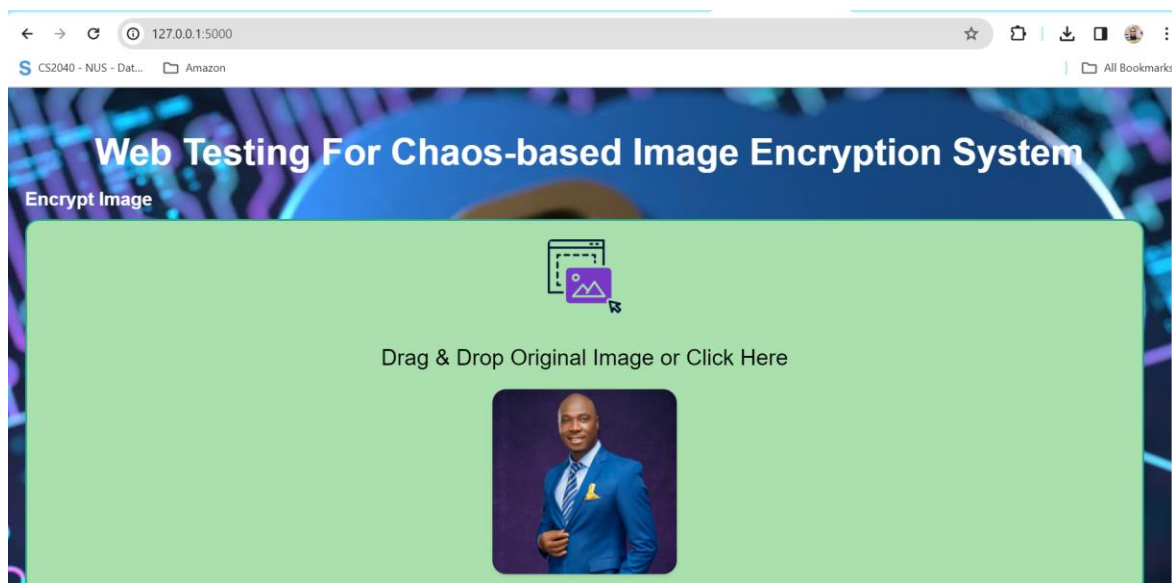 127.0.0.1:5000
CS2040 - NUS - Dat... Amazon All Bookmarks
Web Testing For Chaos-based Image Encryption System
Encrypt Image
Drag & Drop Original Image or Click Here